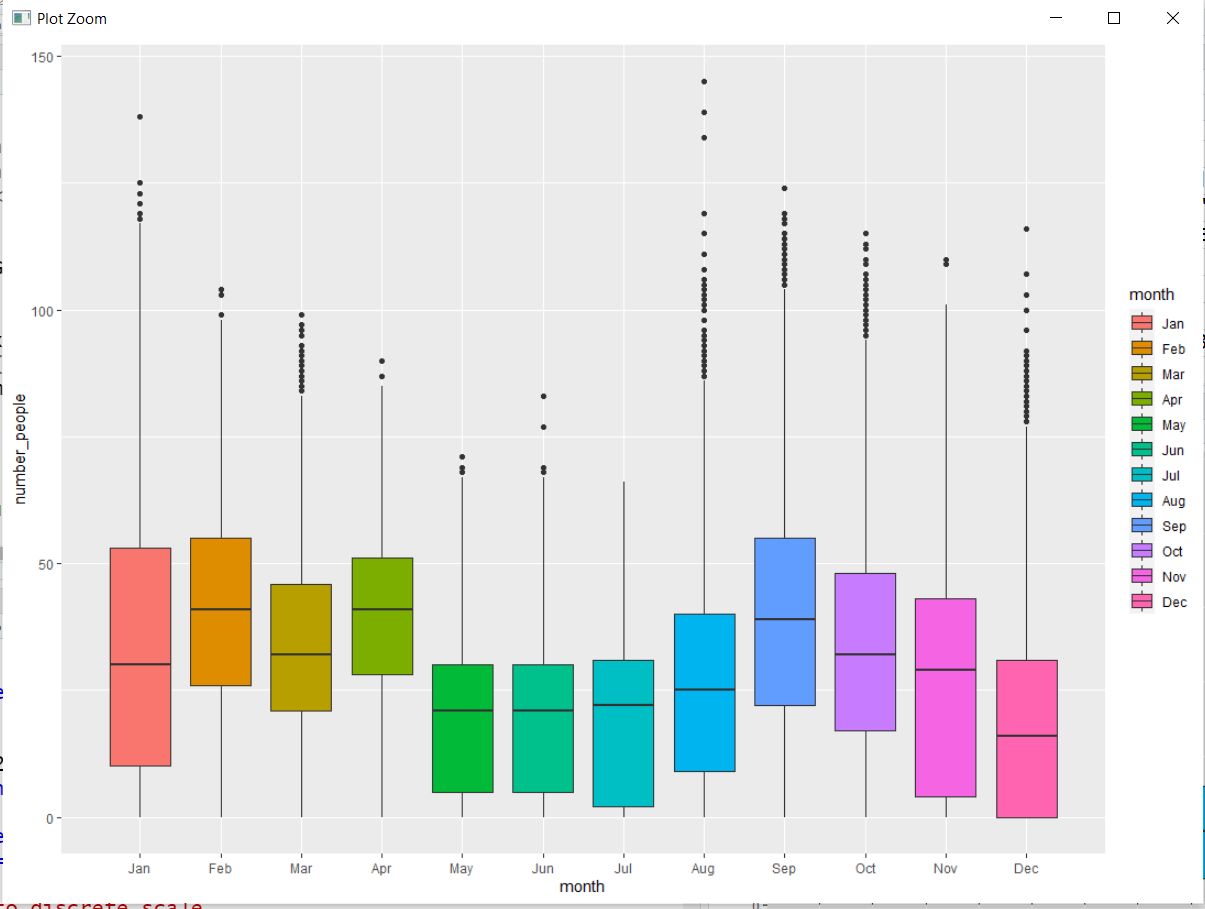 Plot Zoom
150
100
50
0
number_people
Jan Feb Mar Apr May Jun Jul Aug Sep Oct Nov Dec
month
month
Jan
Feb
Mar
Apr
May
Jun
Jul
Aug
Sep
Oct
Nov
Dec
to discrete scale